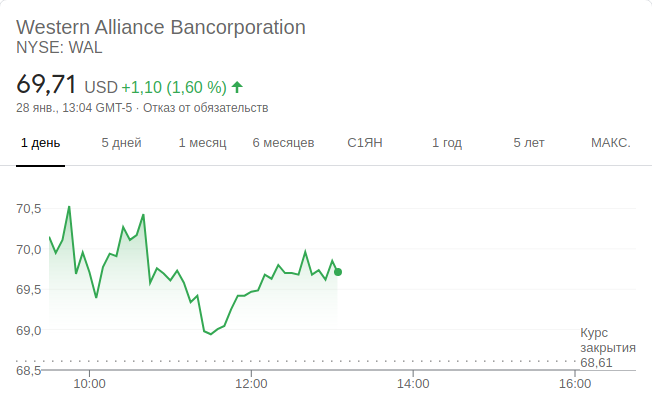 Western Alliance Bancorporation
NYSE: WAL
69,71 USD +1,10 (1,60 %)
28 янв., 13:04 GMT-5 · Отказ от обязательств
1 день 5 дней 1 месяц 6 месяцев С1ЯН 1 год 5 лет МАКС.
70,5
70,0
69,5
69,0
Курс
закрытия
68,61
68,5
10:00 12:00 14:00 16:00